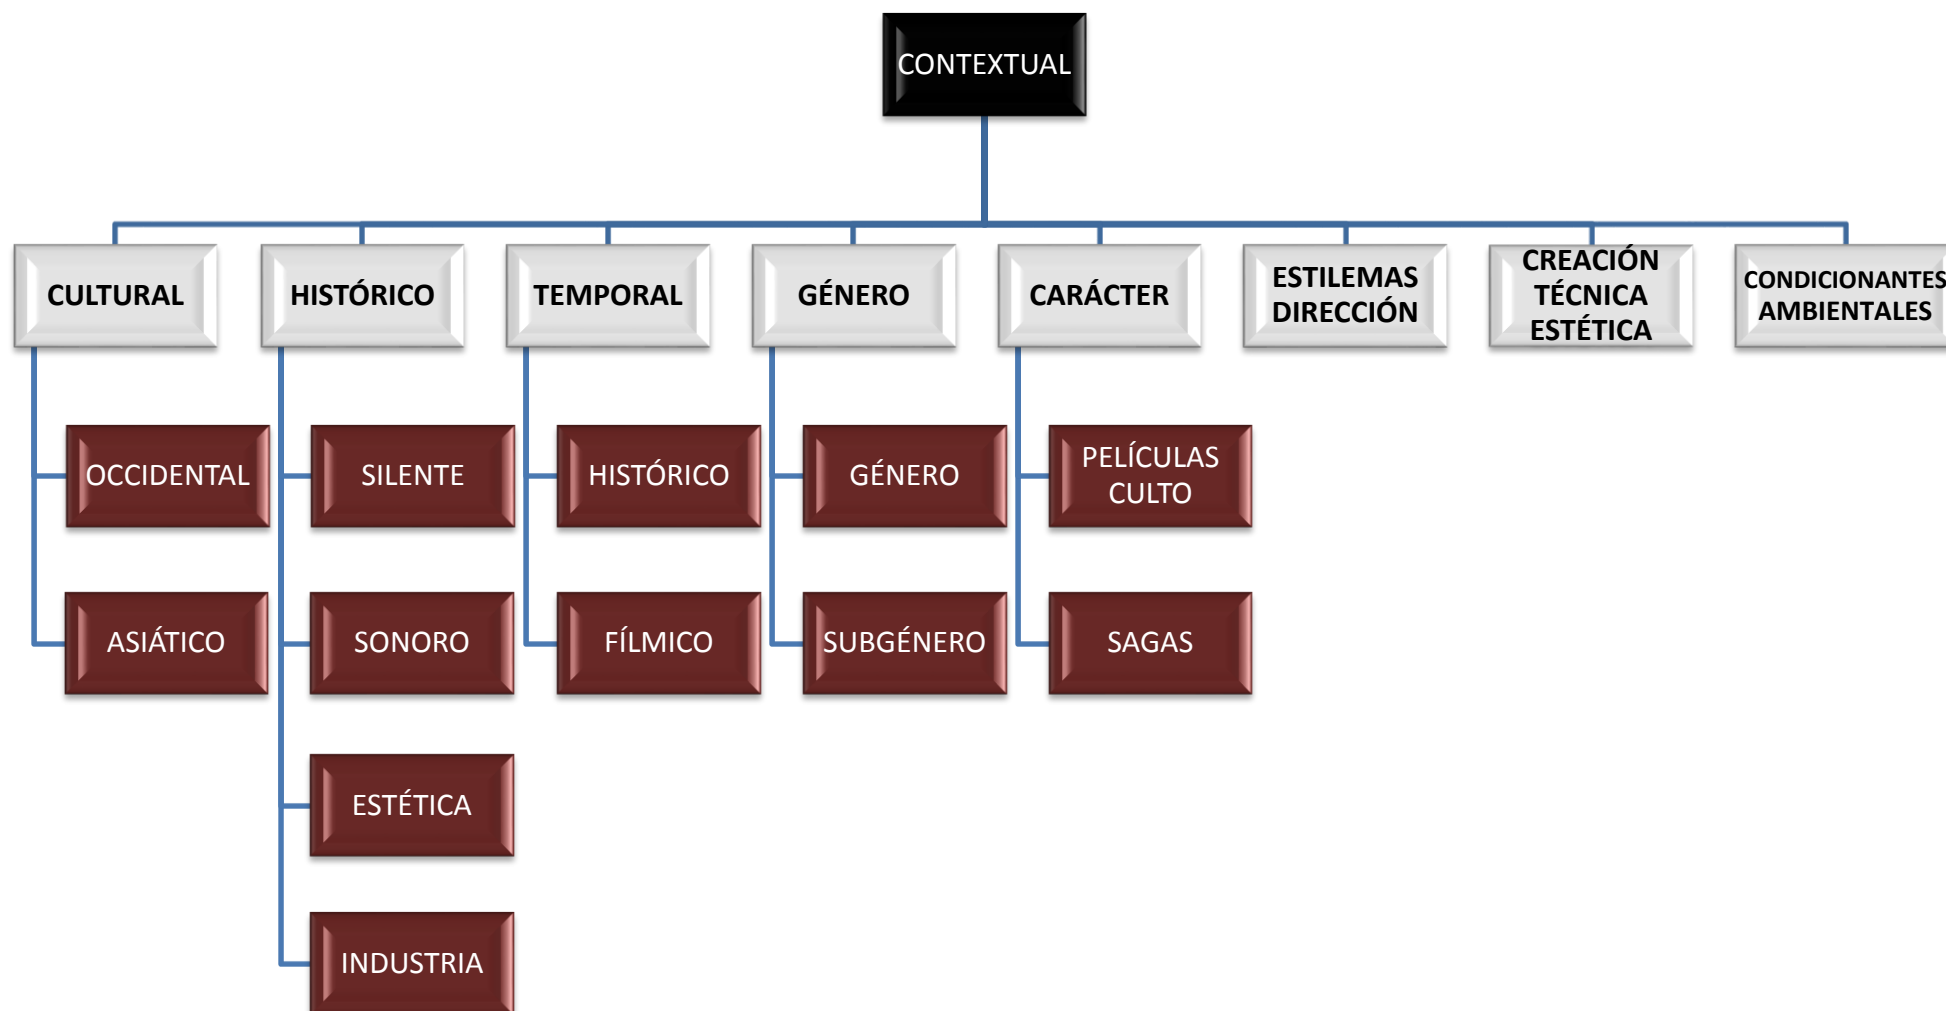 CONTEXTUAL
CULTURAL
HISTÓRICO
TEMPORAL
GÉNERO
CARÁCTER
ESTILEMAS
DIRECCIÓN
CREACIÓN
TÉCNICA
ESTÉTICA
CONDICIONANTES
AMBIENTALES
OCCIDENTAL
SILENTE
HISTÓRICO
GÉNERO
PELÍCULAS
CULTO
ASIÁTICO
SONORO
FÍLMICO
SUBGÉNERO
SAGAS
ESTÉTICA
INDUSTRIA